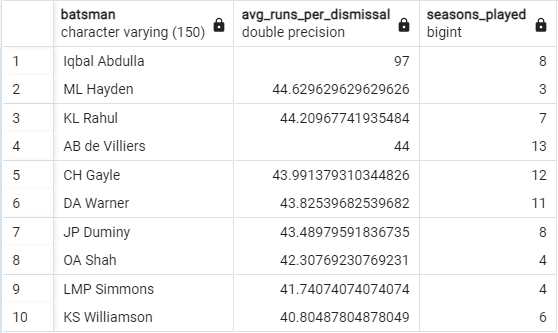 batsman avg_runs_per_dismissal seasons_played
character varying (150) double precision bigint
1 Iqbal Abdulla 97 8
2 ML Hayden 44.629629629629626 3
3 KL Rahul 44.20967741935484 7
4 AB de Villiers 44 13
5 CH Gayle 43.991379310344826 12
6 DA Warner 43.82539682539682 11
7 JP Duminy 43.48979591836735 8
8 OA Shah 42.30769230769231 4
9 LMP Simmons 41.74074074074074 4
10 KS Williamson 40.80487804878049 6